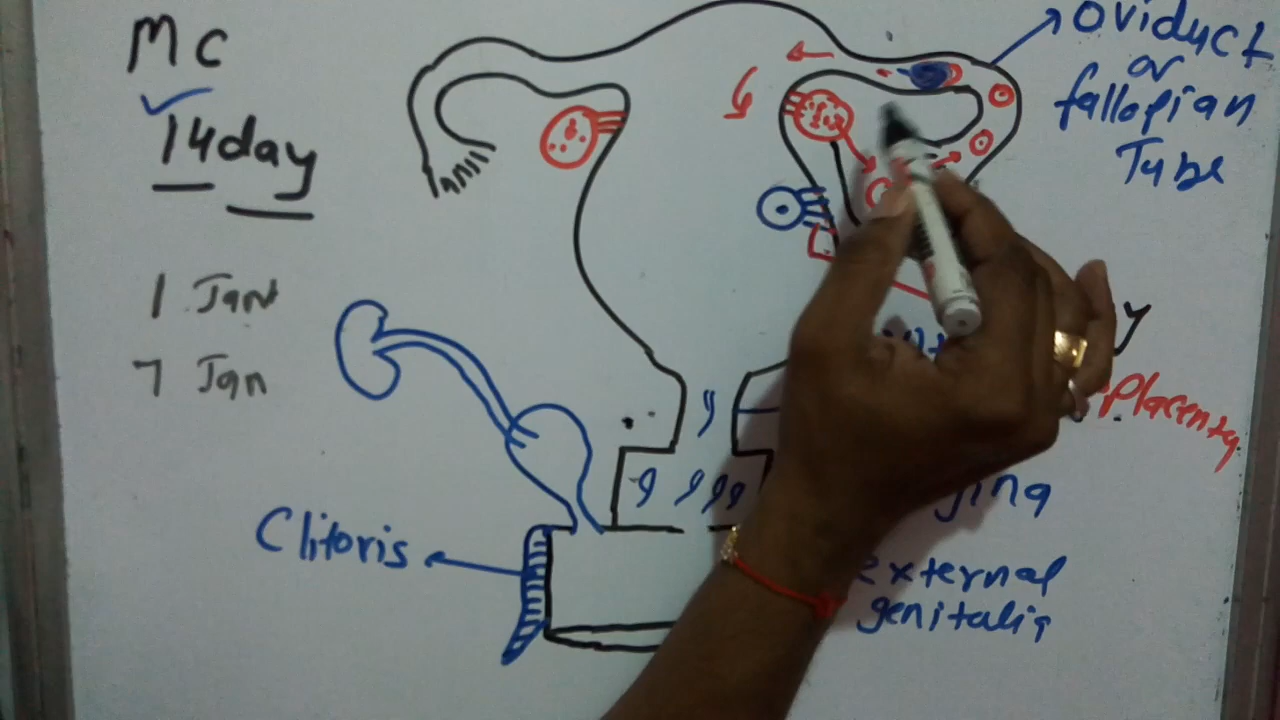 MC
14day
1 Jan
7 Jan
Oviduct
or
fallopian
Tube
Placenta
Clitoris
external
genitalia